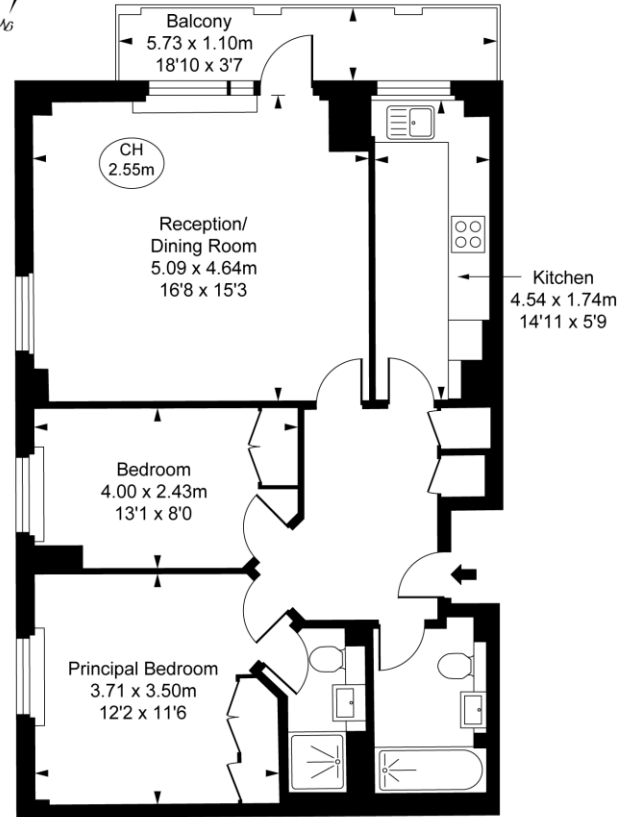 Balcony
5.73 x 1.10m
18'10 x 3'7
CH
2.55m
Reception/
Dining Room
5.09 x 4.64m
16'8 x 15'3
Kitchen
4.54 x 1.74m
14'11 x 5'9
Bedroom
4.00 x 2.43m
13'1 x 8'0
Principal Bedroom
3.71 x 3.50m
12'2 x 11'6